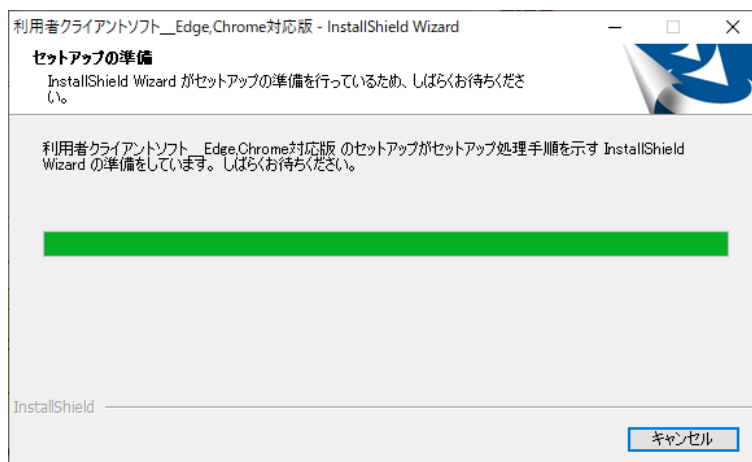 利用者クライアントソフト__Edge,Chrome対応版 - InstallShield Wizard
セットアップの準備
InstallShield Wizard がセットアップの準備を行っているため、しばらくお待ちくださ
い。
利用者クライアントソフト__Edge,Chrome対応版 のセットアップがセットアップ処理手順を示す InstallShield
Wizard の準備をしています。しばらくお待ちください。
InstallShield
キャンセル